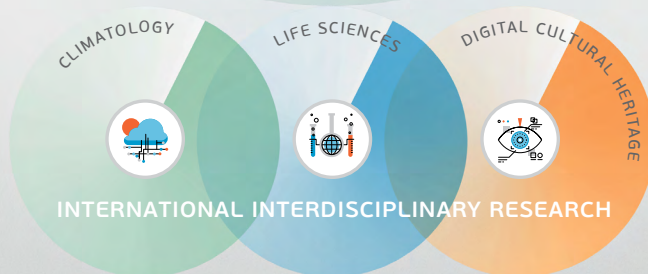 CLIMATOLOGY
LIFE SCIENCES
DIGITAL CULTURAL HERITAGE
INTERNATIONAL INTERDISCIPLINARY RESEARCH